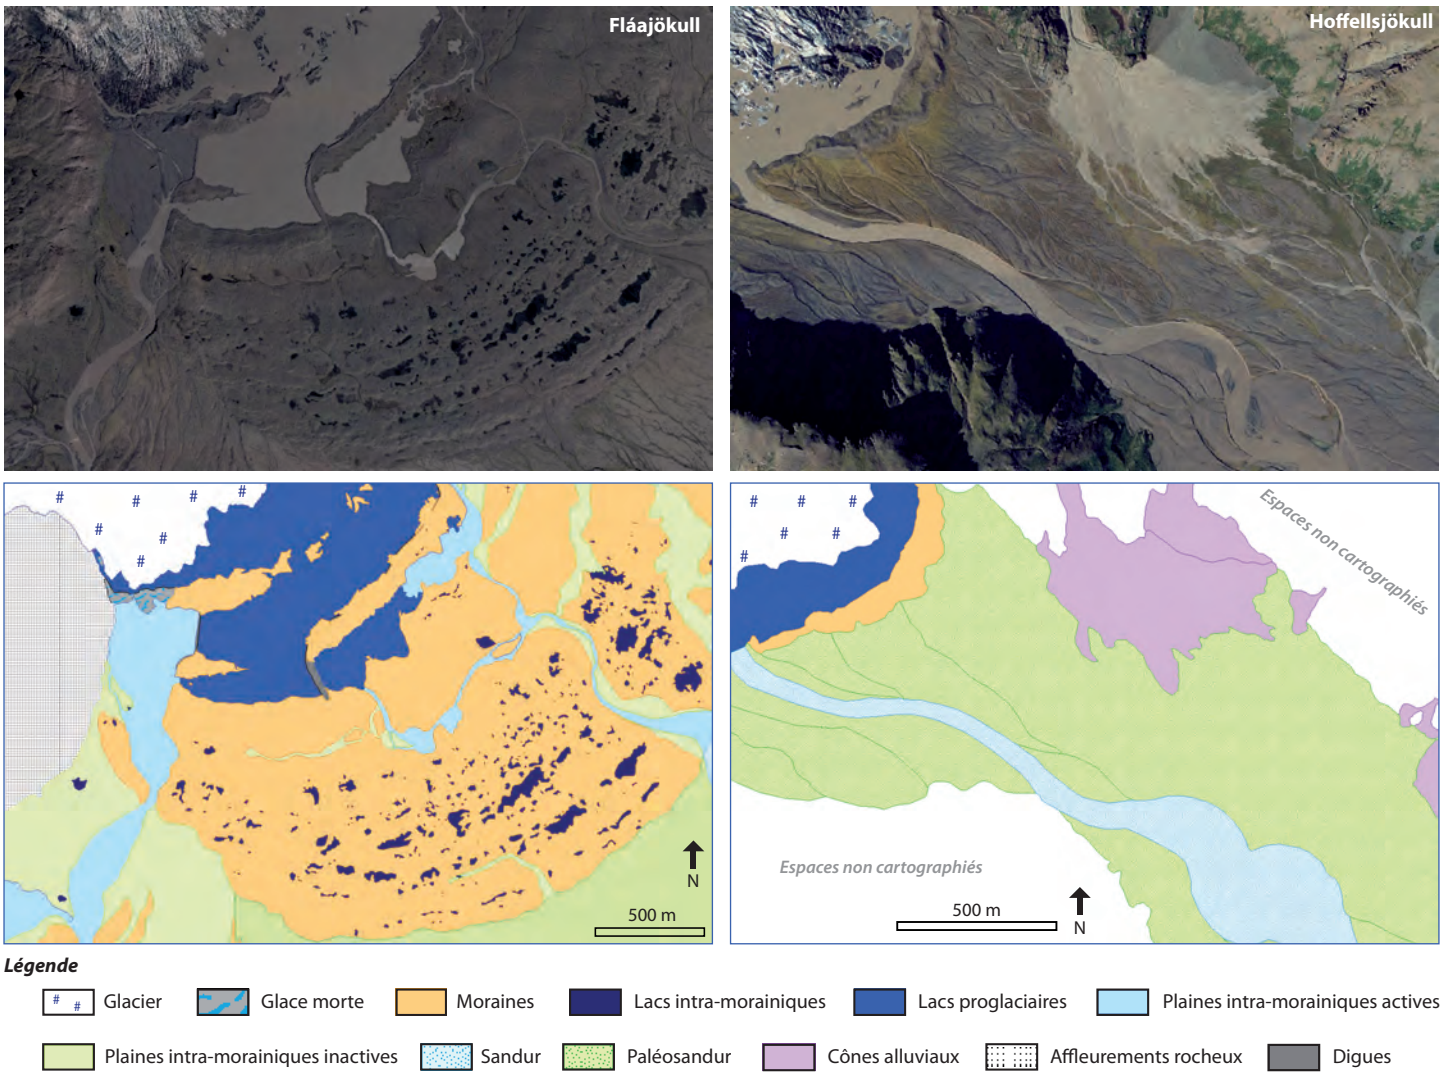 Fláajökull
Hoffellsjökull
Espaces non cartographiés
Espaces non cartographiés
N
500 m
500 m
N
Légende
Glacier
Glace morte
Moraines
Lacs intra-morainiques
Lacs proglaciaires
Plaines intra-morainiques actives
Plaines intra-morainiques inactives
Sandur
Paléosandur
Cônes alluviaux
Affleurements rocheux
Digues